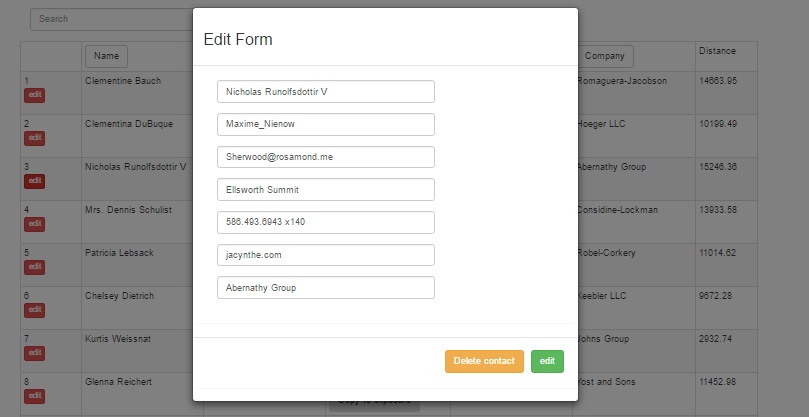 Search
Edit Form
Name
Company
Distance
1
edit
Clementine Bauch
Romaguera-Jacobson
14663.95
Nicholas Runolfsdottir V
2
edit
Clementina DuBuque
Maxime_Nienow
Hoeger LLC
10199.49
3
edit
Nicholas Runolfsdottir V
Sherwood@rosamond.me
Abernathy Group
15246.36
Ellsworth Summit
4
edit
Mrs. Dennis Schulist
586.493.6943 x140
Considine-Lockman
13933.58
5
edit
Patricia Lebsack
jacynthe.com
Robel-Corkery
11014.62
6
edit
Chelsey Dietrich
Abernathy Group
Keebler LLC
9672.28
7
edit
Kurtis Weissnat
Johns Group
2932.74
Delete contact
edit
8
edit
Glenna Reichert
Yost and Sons
11452.98